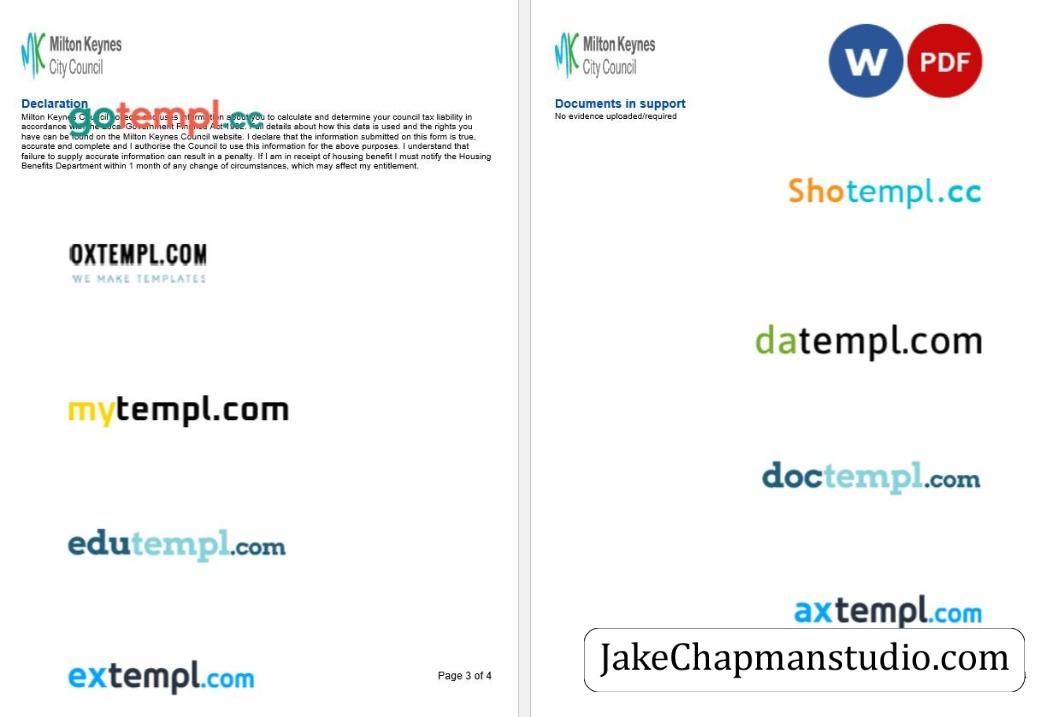 Milton Keynes
City Council
Declaration
gotempl.cc
Milton Keynes Council collects and uses information about you to calculate and determine your council tax liability in
accordance with the Local Government Finance Act 1992. Full details about how this data is used and the rights you
have can be found on the Milton Keynes Council website. I declare that the information submitted on this form is true,
accurate and complete and I authorise the Council to use this information for the above purposes. I understand that
failure to supply accurate information can result in a penalty. If I am in receipt of housing benefit I must notify the Housing
Benefits Department within 1 month of any change of circumstances, which may affect my entitlement.
OXTEMPL.COM
WE MAKE TEMPLATES
mytempl.com
edutempl.com
extempl.com
Page 3 of 4
Milton Keynes
City Council
W PDF
Documents in support
No evidence uploaded/required
Shotempl.cc
datempl.com
doctempl.com
axtempl.com
JakeChapmanstudio.com